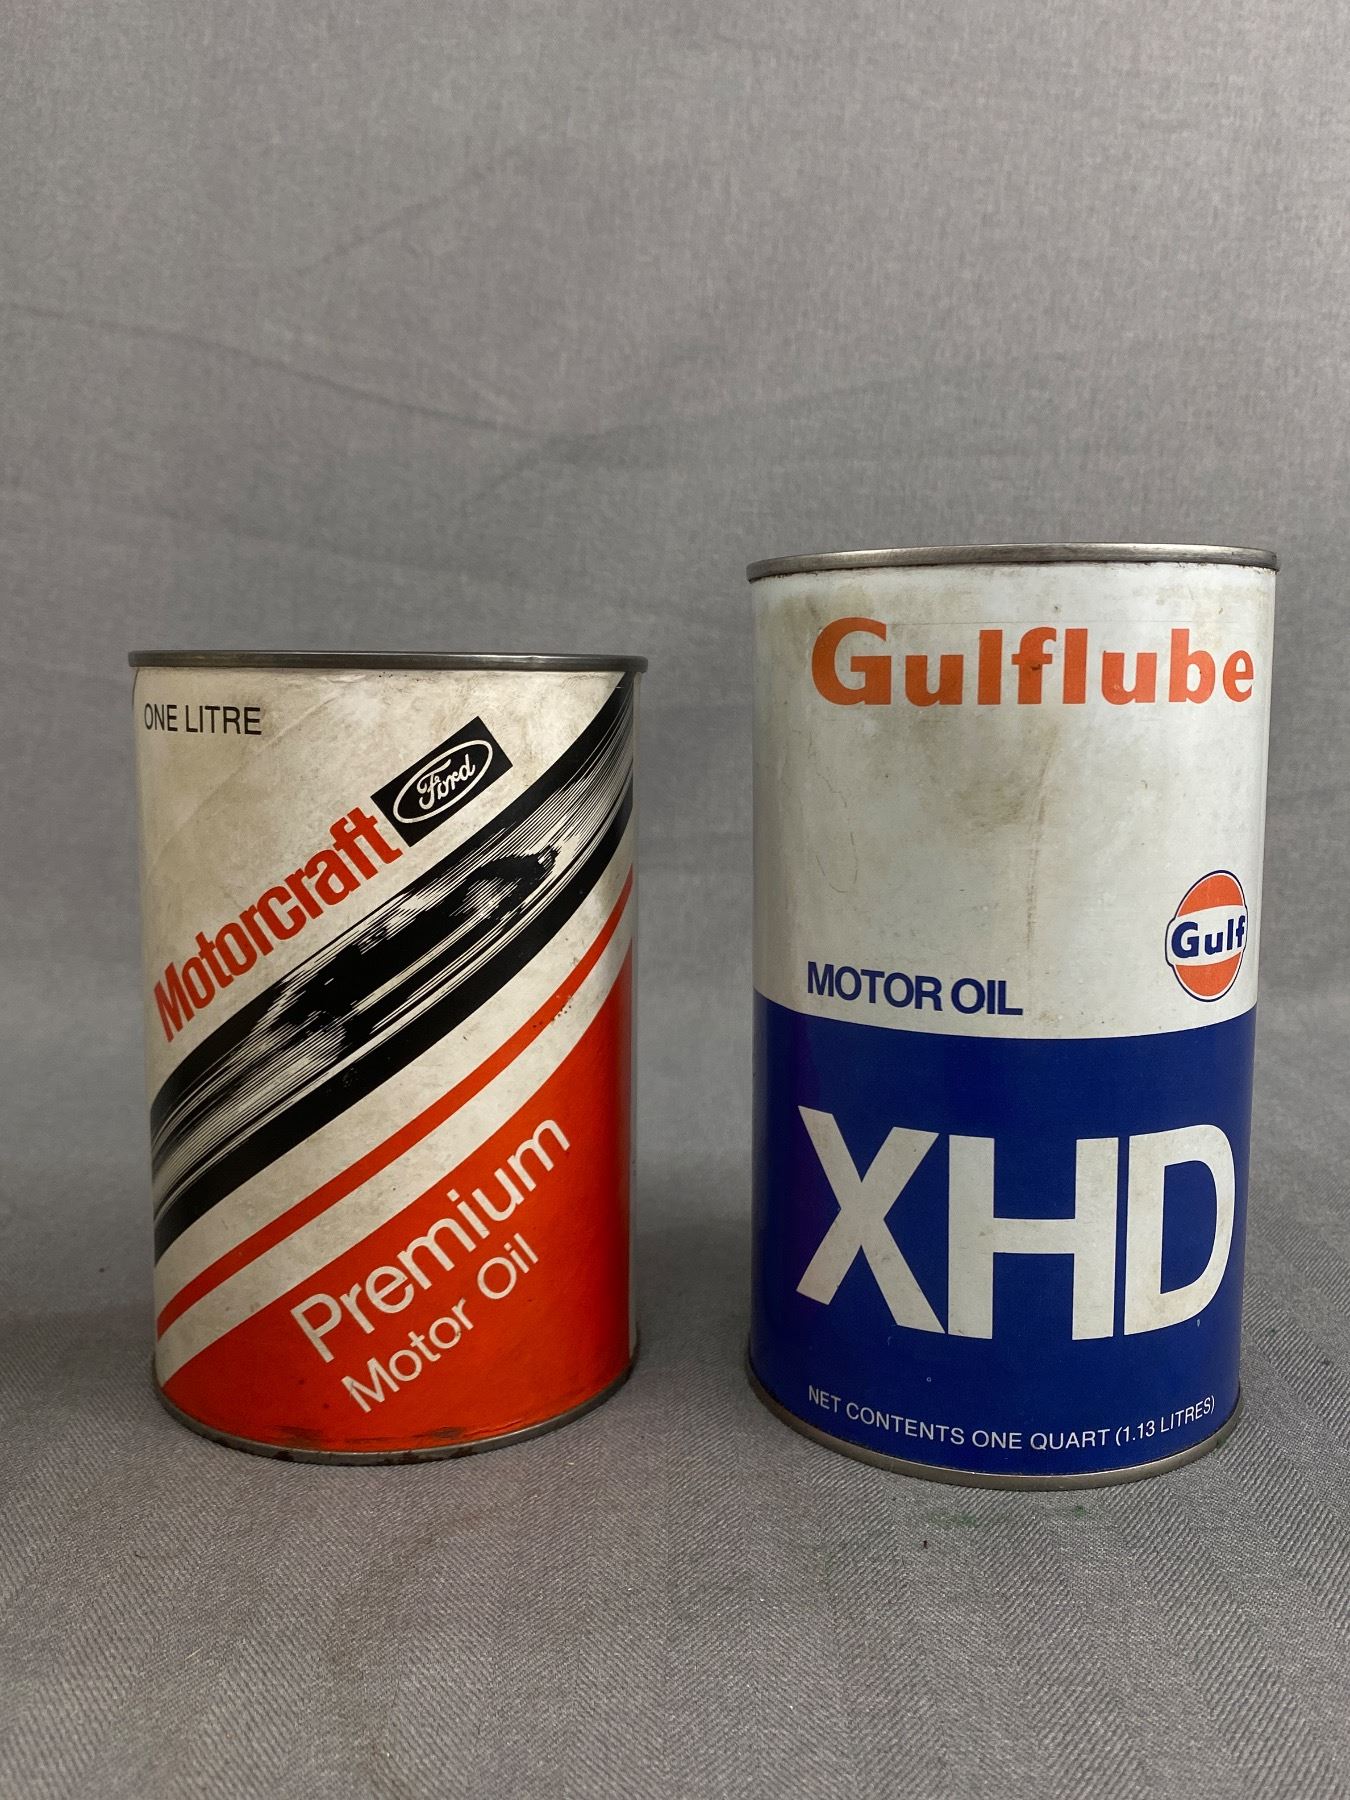 ONE LITRE
Motorcraft Ford
Premium
Motor Oil
Gulflube
Gulf
MOTOR OIL
XHD
NET CONTENTS ONE QUART (1.13 LITRES)